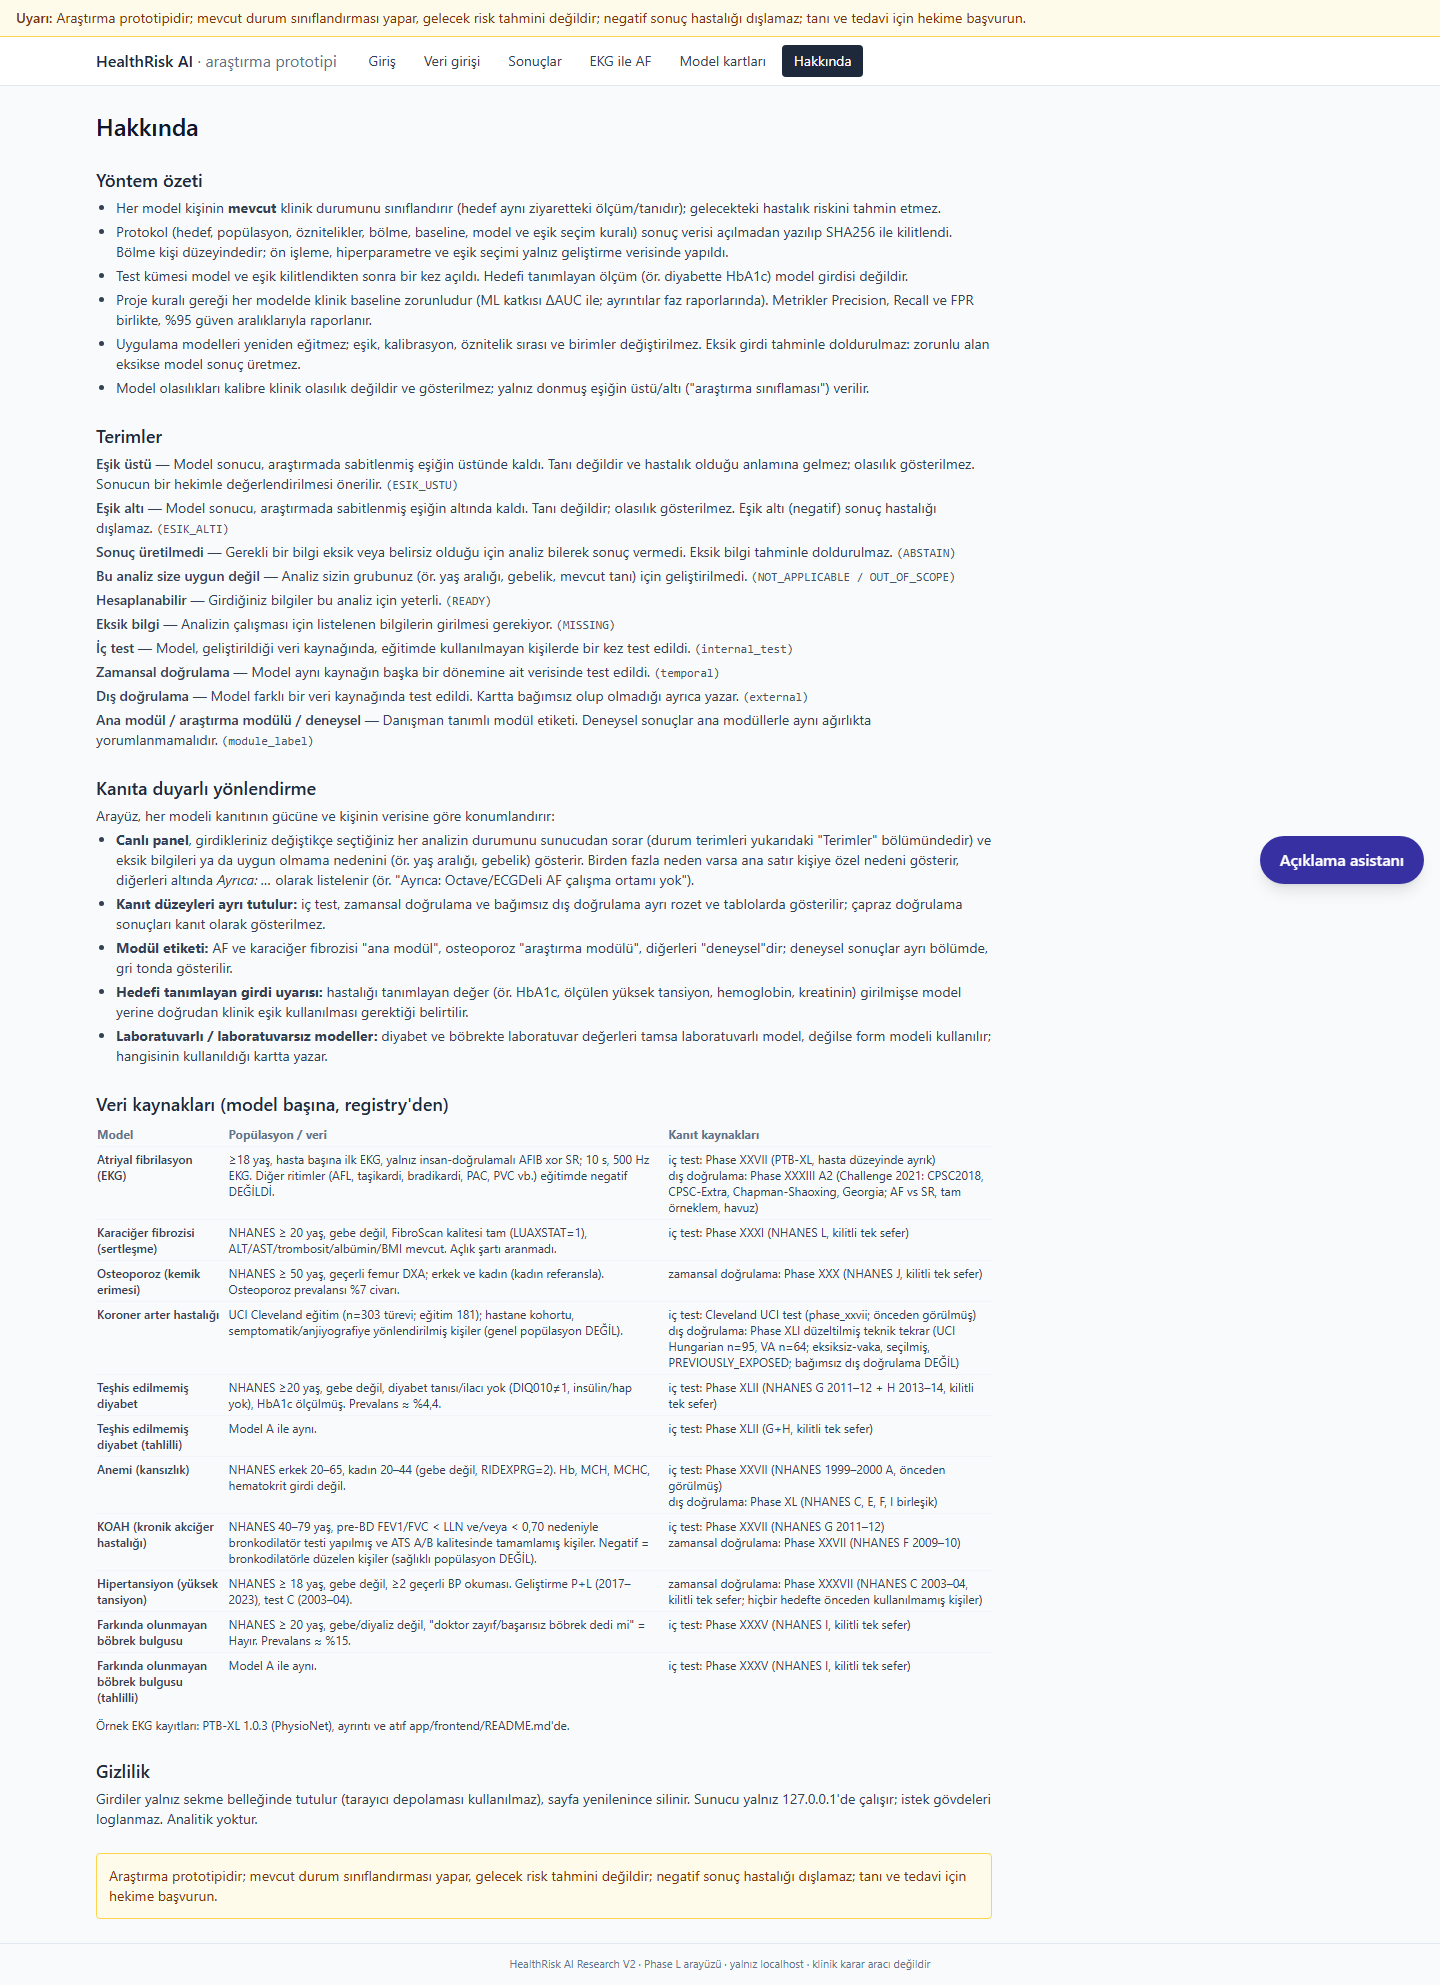 Uyarı: Araştırma prototipidir; mevcut durum sınıflandırması yapar, gelecek risk tahmini değildir; negatif sonuç hastalığı dışlamaz; tanı ve tedavi için hekime başvurun.
HealthRisk AI · araştırma prototipi Giriş Veri girişi Sonuçlar EKG ile AF Model kartları Hakkında
Hakkında
Yöntem özeti
• Her model kişinin mevcut klinik durumunu sınıflandırır (hedef aynı ziyaretteki ölçüm/tanıdır); gelecekteki hastalık riskini tahmin etmez.
• Protokol (hedef, popülasyon, öznitelikler, bölme, baseline, model ve eşik seçim kuralı) sonuç verisi açılmadan yazılıp SHA256 ile kilitlendi.
Bölme kişi düzeyindedir; ön işleme, hiperparametre ve eşik seçimi yalnız geliştirme verisinde yapıldı.
• Test kümesi model ve eşik kilitlendikten sonra bir kez açıldı. Hedefi tanımlayan ölçüm (ör. diyabette HbA1c) model girdisi değildir.
• Proje kuralı gereği her modelde klinik baseline zorunludur (ML katkısı ΔAUC ile; ayrıntılar faz raporlarında). Metrikler Precision, Recall ve FPR
birlikte, %95 güven aralıklarıyla raporlanır.
• Uygulama modelleri yeniden eğitmez; eşik, kalibrasyon, öznitelik sırası ve birimler değiştirilmez. Eksik girdi tahminle doldurulmaz: zorunlu alan
eksikse model sonuç üretmez.
• Model olasılıkları kalibre klinik olasılık değildir ve gösterilmez; yalnız donmuş eşiğin üstü/altı ("araştırma sınıflaması") verilir.
Terimler
Eşik üstü — Model sonucu, araştırmada sabitlenmiş eşiğin üstünde kaldı. Tanı değildir ve hastalık olduğu anlamına gelmez; olasılık gösterilmez.
Sonucun bir hekimle değerlendirilmesi önerilir. (ESIK_USTU)
Eşik altı — Model sonucu, araştırmada sabitlenmiş eşiğin altında kaldı. Tanı değildir; olasılık gösterilmez. Eşik altı (negatif) sonuç hastalığı
dışlamaz. (ESIK_ALTI)
Sonuç üretilmedi — Gerekli bir bilgi eksik veya belirsiz olduğu için analiz bilerek sonuç vermedi. Eksik bilgi tahminle doldurulmaz. (ABSTAIN)
Bu analiz size uygun değil — Analiz sizin grubunuz (ör. yaş aralığı, gebelik, mevcut tanı) için geliştirilmedi. (NOT_APPLICABLE / OUT_OF_SCOPE)
Hesaplanabilir — Girdiğiniz bilgiler bu analiz için yeterli. (READY)
Eksik bilgi — Analizin çalışması için listelenen bilgilerin girilmesi gerekiyor. (MISSING)
İç test — Model, geliştirildiği veri kaynağında, eğitimde kullanılmayan kişilerde bir kez test edildi. (internal_test)
Zamansal doğrulama — Model aynı kaynağın başka bir dönemine ait verisinde test edildi. (temporal)
Dış doğrulama — Model farklı bir veri kaynağında test edildi. Kartta bağımsız olup olmadığı ayrıca yazar. (external)
Ana modül / araştırma modülü / deneysel — Danışman tanımlı modül etiketi. Deneysel sonuçlar ana modüllerle aynı ağırlıkta
yorumlanmamalıdır. (module_label)
Kanıta duyarlı yönlendirme
Arayüz, her modeli kanıtının gücüne ve kişinin verisine göre konumlandırır:
• Canlı panel, girdikleriniz değiştikçe seçtiğiniz her analizin durumunu sunucudan sorar (durum terimleri yukarıdaki "Terimler" bölümündedir) ve
eksik bilgileri ya da uygun olmama nedenini (ör. yaş aralığı, gebelik) gösterir. Birden fazla neden varsa ana satır kişiye özel nedeni gösterir,
diğerleri altında Ayrıca: … olarak listelenir (ör. "Ayrıca: Octave/ECGDeli AF çalışma ortamı yok").
Açıklama asistanı
• Kanıt düzeyleri ayrı tutulur: iç test, zamansal doğrulama ve bağımsız dış doğrulama ayrı rozet ve tablolarda gösterilir; çapraz doğrulama
sonuçları kanıt olarak gösterilmez.
• Modül etiketi: AF ve karaciğer fibrozisi "ana modül", osteoporoz "araştırma modülü", diğerleri "deneysel"dir; deneysel sonuçlar ayrı bölümde,
gri tonda gösterilir.
• Hedefi tanımlayan girdi uyarısı: hastalığı tanımlayan değer (ör. HbA1c, ölçülen yüksek tansiyon, hemoglobin, kreatinin) girilmişse model
yerine doğrudan klinik eşik kullanılması gerektiği belirtilir.
• Laboratuvarlı / laboratuvarsız modeller: diyabet ve böbrekte laboratuvar değerleri tamsa laboratuvarlı model, değilse form modeli kullanılır;
hangisinin kullanıldığı kartta yazar.
Veri kaynakları (model başına, registry'den)
Model Popülasyon / veri Kanıt kaynakları
Atriyal fibrilasyon ≥18 yaş, hasta başına ilk EKG, yalnız insan-doğrulamalı AFIB xor SR; 10 s, 500 Hz iç test: Phase XXVII (PTB-XL, hasta düzeyinde ayrık)
(EKG) EKG. Diğer ritimler (AFL, taşikardi, bradikardi, PAC, PVC vb.) eğitimde negatif dış doğrulama: Phase XXXIII A2 (Challenge 2021: CPSC2018,
DEĞİLDİ. CPSC-Extra, Chapman-Shaoxing, Georgia; AF vs SR, tam
örneklem, havuz)
Karaciğer fibrozisi NHANES ≥ 20 yaş, gebe değil, FibroScan kalitesi tam (LUAXSTAT=1), iç test: Phase XXXI (NHANES L, kilitli tek sefer)
(sertleşme) ALT/AST/trombosit/albümin/BMI mevcut. Açlık şartı aranmadı.
Osteoporoz (kemik NHANES ≥ 50 yaş, geçerli femur DXA; erkek ve kadın (kadın referansla). zamansal doğrulama: Phase XXX (NHANES J, kilitli tek sefer)
erimesi) Osteoporoz prevalansı %7 civarı.
Koroner arter hastalığı UCI Cleveland eğitim (n=303 türevi; eğitim 181); hastane kohortu, iç test: Cleveland UCI test (phase_xxvii; önceden görülmüş)
semptomatik/anjiyografiye yönlendirilmiş kişiler (genel popülasyon DEĞİL). dış doğrulama: Phase XLI düzeltilmiş teknik tekrar (UCI
Hungarian n=95, VA n=64; eksiksiz-vaka, seçilmiş,
PREVIOUSLY_EXPOSED; bağımsız dış doğrulama DEĞİL)
Teşhis edilmemiş NHANES ≥20 yaş, gebe değil, diyabet tanısı/ilacı yok (DIQ010≠1, insülin/hap iç test: Phase XLII (NHANES G 2011–12 + H 2013–14, kilitli
diyabet yok), HbA1c ölçülmüş. Prevalans ≈ %4,4. tek sefer)
Teşhis edilmemiş Model A ile aynı. iç test: Phase XLII (G+H, kilitli tek sefer)
diyabet (tahlilli)
Anemi (kansızlık) NHANES erkek 20–65, kadın 20–44 (gebe değil, RIDEXPRG=2). Hb, MCH, MCHC, iç test: Phase XXVII (NHANES 1999–2000 A, önceden
hematokrit girdi değil. görülmüş)
dış doğrulama: Phase XL (NHANES C, E, F, I birleşik)
KOAH (kronik akciğer NHANES 40–79 yaş, pre-BD FEV1/FVC < LLN ve/veya < 0,70 nedeniyle iç test: Phase XXVII (NHANES G 2011–12)
hastalığı) bronkodilatör testi yapılmış ve ATS A/B kalitesinde tamamlamış kişiler. Negatif = zamansal doğrulama: Phase XXVII (NHANES F 2009–10)
bronkodilatörle düzelen kişiler (sağlıklı popülasyon DEĞİL).
Hipertansiyon (yüksek NHANES ≥ 18 yaş, gebe değil, ≥2 geçerli BP okuması. Geliştirme P+L (2017– zamansal doğrulama: Phase XXXVII (NHANES C 2003–04,
tansiyon) 2023), test C (2003–04). kilitli tek sefer; hiçbir hedefte önceden kullanılmamış kişiler)
Farkında olunmayan NHANES ≥ 20 yaş, gebe/diyaliz değil, "doktor zayıf/başarısız böbrek dedi mi" = iç test: Phase XXXV (NHANES I, kilitli tek sefer)
böbrek bulgusu Hayır. Prevalans ≈ %15.
Farkında olunmayan Model A ile aynı. iç test: Phase XXXV (NHANES I, kilitli tek sefer)
böbrek bulgusu
(tahlilli)
Örnek EKG kayıtları: PTB-XL 1.0.3 (PhysioNet), ayrıntı ve atıf app/frontend/README.md'de.
Gizlilik
Girdiler yalnız sekme belleğinde tutulur (tarayıcı depolaması kullanılmaz), sayfa yenilenince silinir. Sunucu yalnız 127.0.0.1'de çalışır; istek gövdeleri
loglanmaz. Analitik yoktur.
Araştırma prototipidir; mevcut durum sınıflandırması yapar, gelecek risk tahmini değildir; negatif sonuç hastalığı dışlamaz; tanı ve tedavi için
hekime başvurun.
HealthRisk AI Research V2 · Phase L arayüzü · yalnız localhost · klinik karar aracı değildir